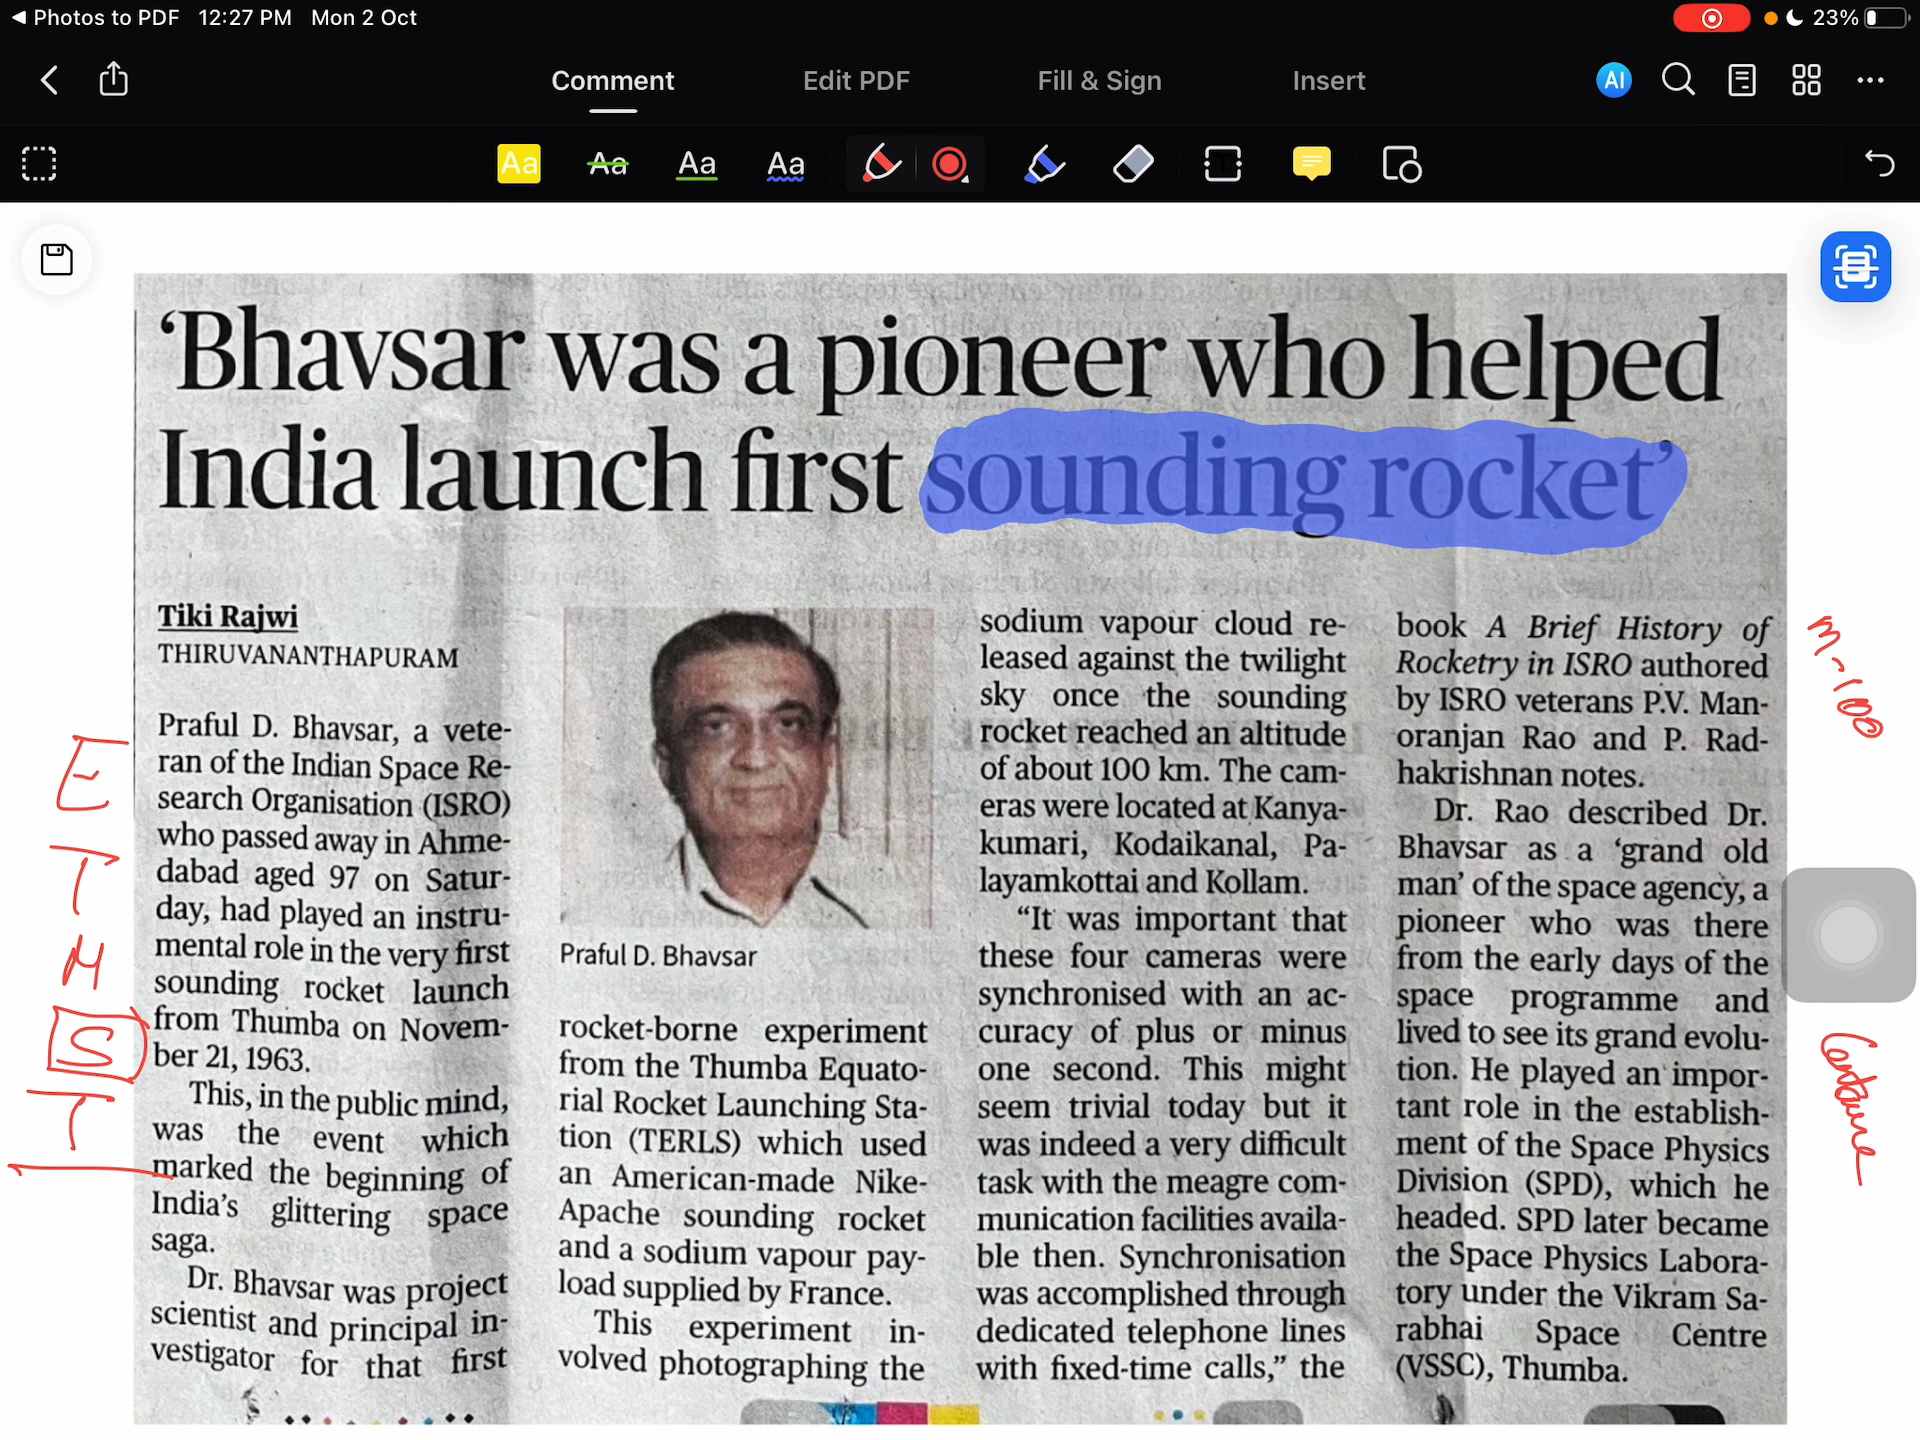 Photos to PDF 12:27 PM Mon 2 Oct
23%
Comment Edit PDF Fill & Sign Insert
AI
Aa Aa Aa Aa
T
‘Bhavsar was a pioneer who helped
India launch first sounding rocket’
Tiki Rajwi
THIRUVANANTHAPURAM
Praful D. Bhavsar, a vete-
ran of the Indian Space Re-
search Organisation (ISRO)
who passed away in Ahme-
dabad aged 97 on Satur-
day, had played an instru-
mental role in the very first
sounding rocket launch
from Thumba on Novem-
ber 21, 1963.
This, in the public mind,
was the event which
marked the beginning of
India’s glittering space
saga.
Dr. Bhavsar was project
scientist and principal in-
vestigator for that first
Praful D. Bhavsar
rocket-borne experiment
from the Thumba Equato-
rial Rocket Launching Sta-
tion (TERLS) which used
an American-made Nike-
Apache sounding rocket
and a sodium vapour pay-
load supplied by France.
This experiment in-
volved photographing the
sodium vapour cloud re-
leased against the twilight
sky once the sounding
rocket reached an altitude
of about 100 km. The cam-
eras were located at Kanya-
kumari, Kodaikanal, Pa-
layamkottai and Kollam.
“It was important that
these four cameras were
synchronised with an ac-
curacy of plus or minus
one second. This might
seem trivial today but it
was indeed a very difficult
task with the meagre com-
munication facilities availa-
ble then. Synchronisation
was accomplished through
dedicated telephone lines
with fixed-time calls,” the
book A Brief History of
Rocketry in ISRO authored
by ISRO veterans P.V. Man-
oranjan Rao and P. Rad-
hakrishnan notes.
Dr. Rao described Dr.
Bhavsar as a ‘grand old
man’ of the space agency, a
pioneer who was there
from the early days of the
space programme and
lived to see its grand evolu-
tion. He played an impor-
tant role in the establish-
ment of the Space Physics
Division (SPD), which he
headed. SPD later became
the Space Physics Labora-
tory under the Vikram Sa-
rabhai Space Centre
(VSSC), Thumba.
E
T
M
S
T
M-100